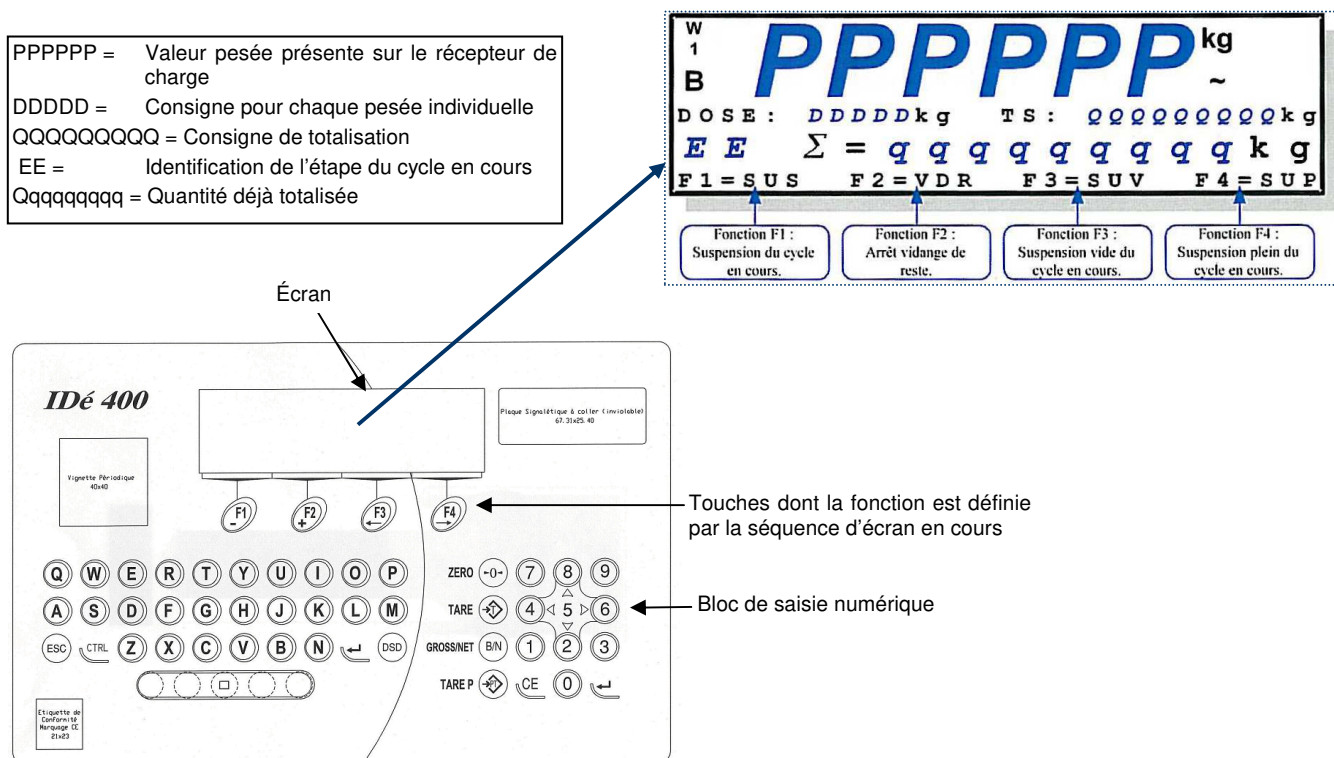 PPPPPP = Valeur pesée présente sur le récepteur de
charge
DDDDD = Consigne pour chaque pesée individuelle
QQQQQQQQQ = Consigne de totalisation
EE = Identification de l'étape du cycle en cours
Qqqqqqqqq = Quantité déjà totalisée
W
1
B
PPPPPP kg
~
DOSE: DDDDDkg TS: QQQQQQQQQkg
EE Σ = qqqqqqqqq kg
F1=SUS F2=VDR F3=SUV F4=SUP
Fonction F1 :
Suspension du cycle
en cours.
Fonction F2 :
Arrêt vidange de
reste.
Fonction F3 :
Suspension vide du
cycle en cours.
Fonction F4 :
Suspension plein du
cycle en cours.
Écran
IDé 400
Plaque Signalétique à coller (inviolable)
67.31x25.40
Vignette Périodique
40x40
F1 - F2 + F3 ← F4 →
Touches dont la fonction est définie
par la séquence d'écran en cours
Q W E R T Y U I O P ZERO -0- 7 8 9
A S D F G H J K L M TARE T 4 5 6
Bloc de saisie numérique
ESC CTRL Z X C V B N DSD GROSS/NET B/N 1 2 3
TARE P PT CE 0
Etiquette de
Conformité
Marquage CE
21x23